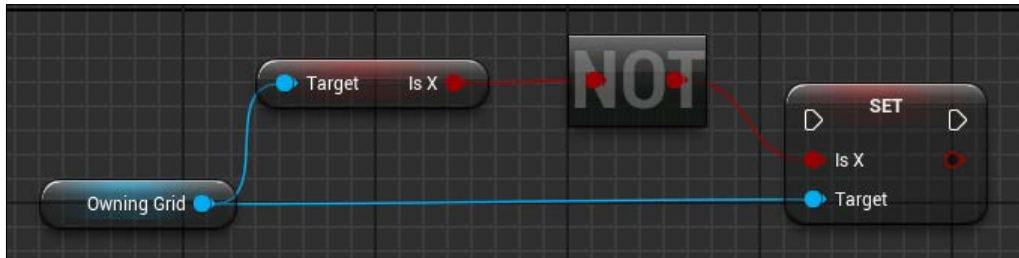 Target Is X
NOT
SET
Is X
Owning Grid
Target